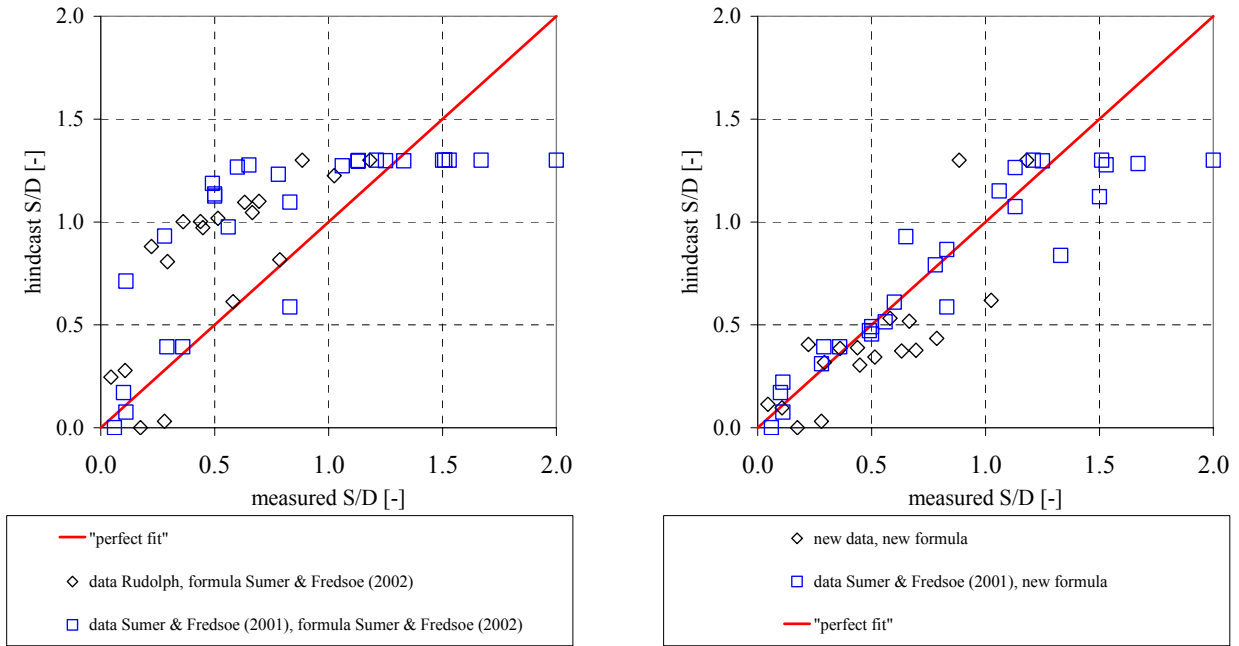 2.0
1.5
1.0
0.5
0.0
hindcast S/D [-]
0.0 0.5 1.0 1.5 2.0
measured S/D [-]
"perfect fit"
data Rudolph, formula Sumer & Fredsoe (2002)
data Sumer & Fredsoe (2001), formula Sumer & Fredsoe (2002)
2.0
1.5
1.0
0.5
0.0
hindcast S/D [-]
0.0 0.5 1.0 1.5 2.0
measured S/D [-]
new data, new formula
data Sumer & Fredsoe (2001), new formula
"perfect fit"